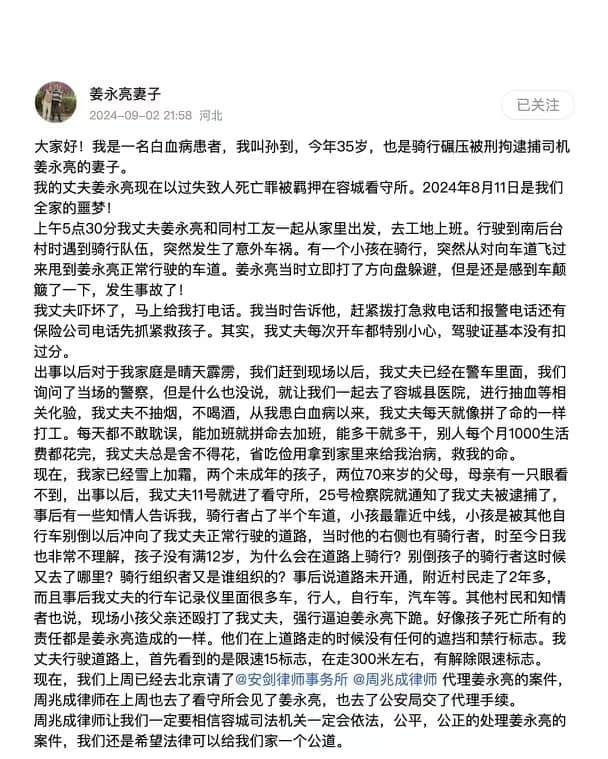 姜永亮妻子
2024-09-02 21:58 河北
已关注
大家好！我是一名白血病患者，我叫孙到，今年35岁，也是骑行碾压被刑拘逮捕司机
姜永亮的妻子。
我的丈夫姜永亮现在以过失致人死亡罪被羁押在容城看守所。2024年8月11日是我们
全家的噩梦！
上午5点30分我丈夫姜永亮和同村工友一起从家里出发，去工地上班。行驶到南后台
村时遇到骑行队伍，突然发生了意外车祸。有一个小孩在骑行，突然从对向车道飞过
来甩到姜永亮正常行驶的车道。姜永亮当时立即打了方向盘躲避，但是还是感到车颠
簸了一下，发生事故了！
我丈夫吓坏了，马上给我打电话。我当时告诉他，赶紧拨打急救电话和报警电话还有
保险公司电话先抓紧救孩子。其实，我丈夫每次开车都特别小心，驾驶证基本没有扣
过分。
出事以后对于我家庭是晴天霹雳，我们赶到现场以后，我丈夫已经在警车里面，我们
询问了当场的警察，但是什么也没说，就让我们一起去了容城县医院，进行抽血等相
关化验，我丈夫不抽烟，不喝酒，从我患白血病以来，我丈夫每天就像拼了命的一样
打工。每天都不敢耽误，能加班就拼命去加班，能多干就多干，别人每个月1000生活
费都花完，我丈夫总是舍不得花，省吃俭用拿到家里来给我治病，救我的命。
现在，我家已经雪上加霜，两个未成年的孩子，两位70来岁的父母，母亲有一只眼看
不到，出事以后，我丈夫11号就进了看守所，25号检察院就通知了我丈夫被逮捕了，
事后有一些知情人告诉我，骑行者占了半个车道，小孩最靠近中线，小孩是被其他自
行车别倒以后冲向了我丈夫正常行驶的道路，当时他的右侧也有骑行者，时至今日我
也非常不理解，孩子没有满12岁，为什么会在道路上骑行？别倒孩子的骑行者这时候
又去了哪里？骑行组织者又是谁组织的？事后说道路未开通，附近村民走了2年多，
而且事后我丈夫的行车记录仪里面很多车，行人，自行车，汽车等。其他村民和知情
者也说，现场小孩父亲还殴打了我丈夫，强行逼迫姜永亮下跪。好像孩子死亡所有的
责任都是姜永亮造成的一样。他们在上道路走的时候没有任何的遮挡和禁行标志。我
丈夫行驶道路上，首先看到的是限速15标志，在走300米左右，有解除限速标志。
现在，我们上周已经去北京请了@安剑律师事务所 @周兆成律师 代理姜永亮的案件，
周兆成律师在上周也去了看守所会见了姜永亮，也去了公安局交了代理手续。
周兆成律师让我们一定要相信容城司法机关一定会依法，公平，公正的处理姜永亮的
案件，我们还是希望法律可以给我们家一个公道。